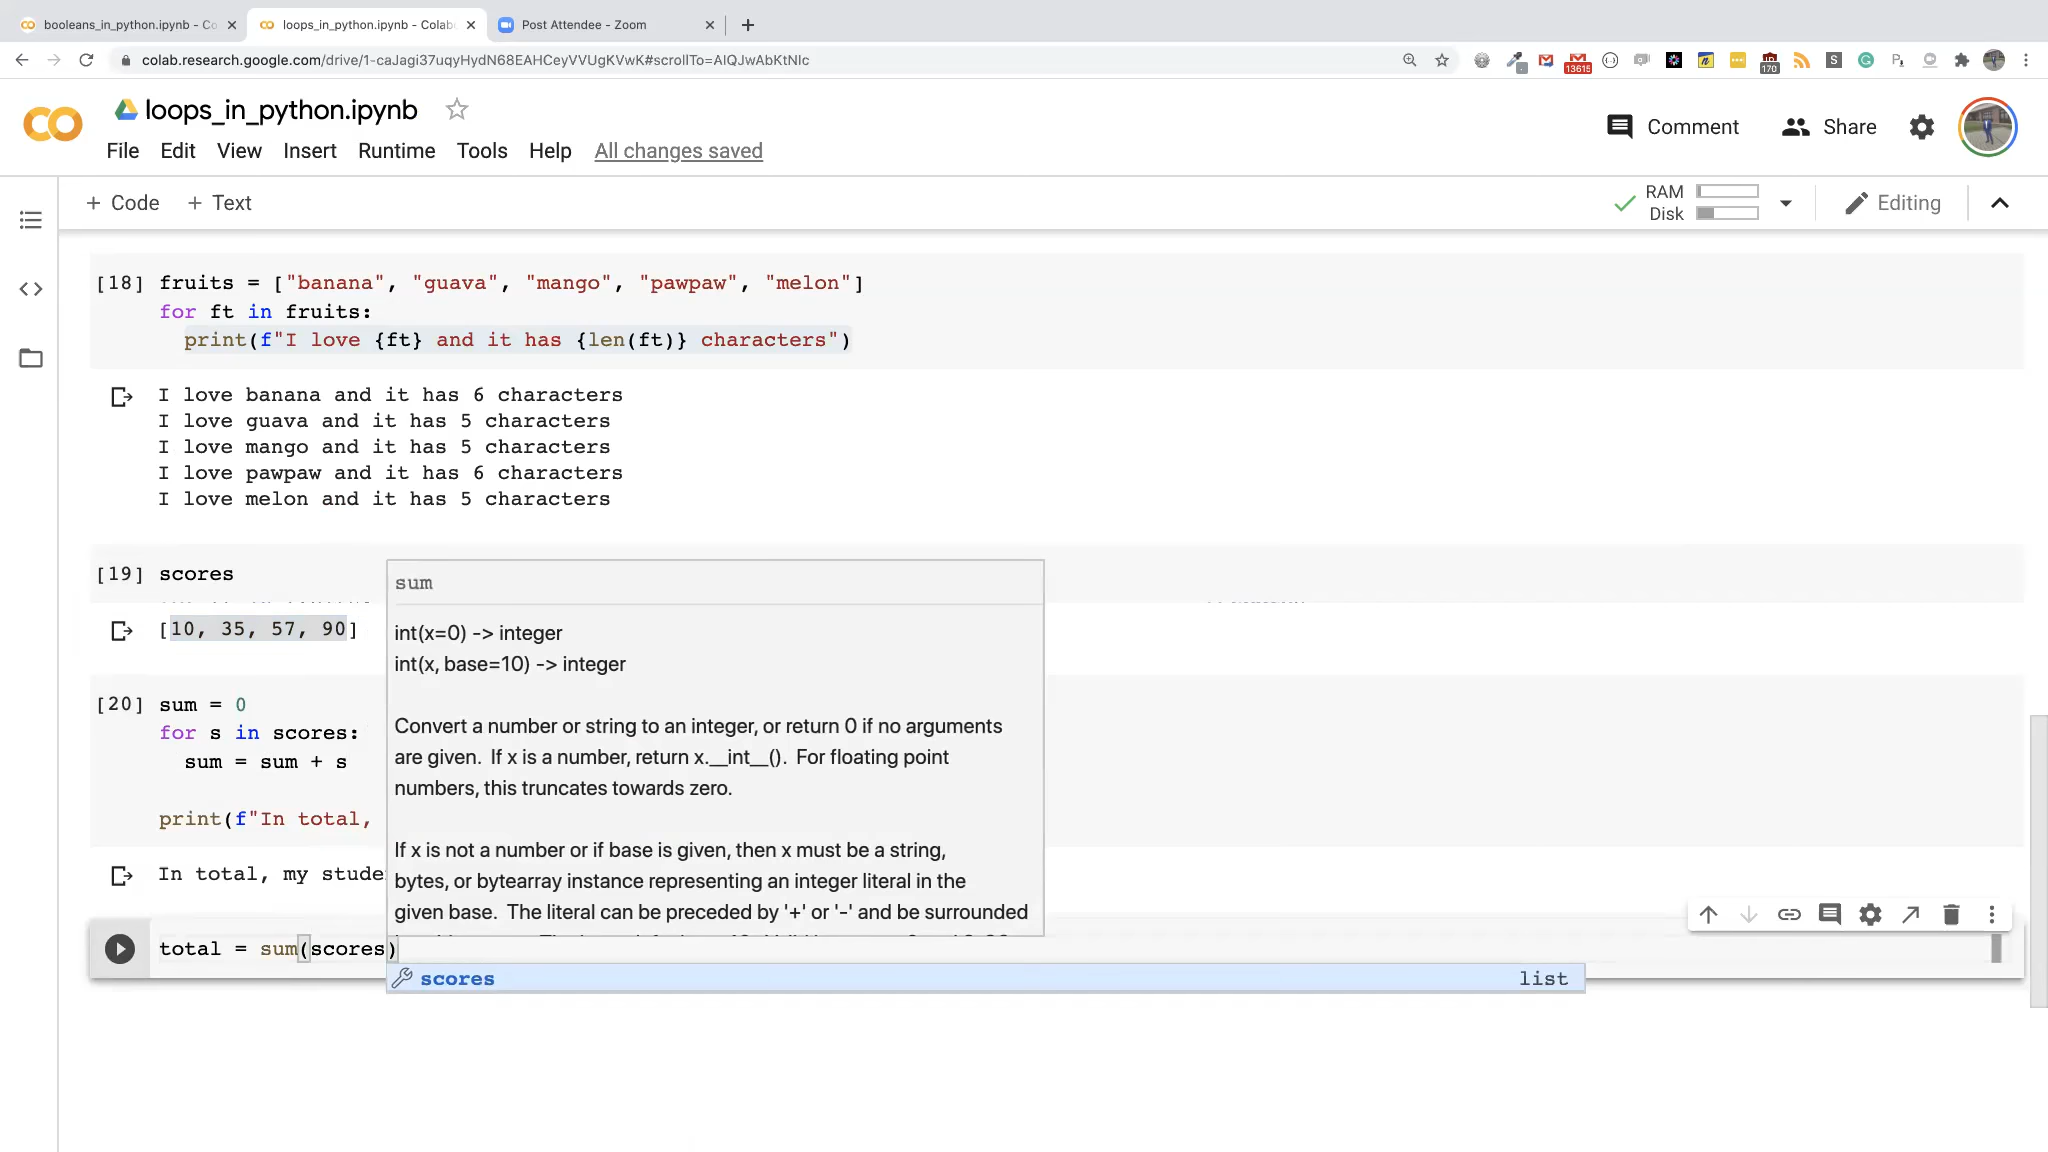 booleans_in_python.ipynb - Co
loops_in_python.ipynb - Colab
Post Attendee - Zoom
colab.research.google.com/drive/1-caJagi37uqyHydN68EAHCeyVVUgKVwK#scrollTo=AlQJwAbKtNIc
13615
170
loops_in_python.ipynb
Comment
Share
File Edit View Insert Runtime Tools Help All changes saved
+ Code + Text
RAM
Disk
Editing
[18] fruits = ["banana", "guava", "mango", "pawpaw", "melon"]
for ft in fruits:
print(f"I love {ft} and it has {len(ft)} characters")
I love banana and it has 6 characters
I love guava and it has 5 characters
I love mango and it has 5 characters
I love pawpaw and it has 6 characters
I love melon and it has 5 characters
[19] scores
[10, 35, 57, 90]
sum
int(x=0) -> integer
int(x, base=10) -> integer
Convert a number or string to an integer, or return 0 if no arguments
are given. If x is a number, return x.__int__(). For floating point
numbers, this truncates towards zero.
If x is not a number or if base is given, then x must be a string,
bytes, or bytearray instance representing an integer literal in the
given base. The literal can be preceded by '+' or '-' and be surrounded
[20] sum = 0
for s in scores:
sum = sum + s
print(f"In total,
In total, my stude
total = sum(scores)
scores list